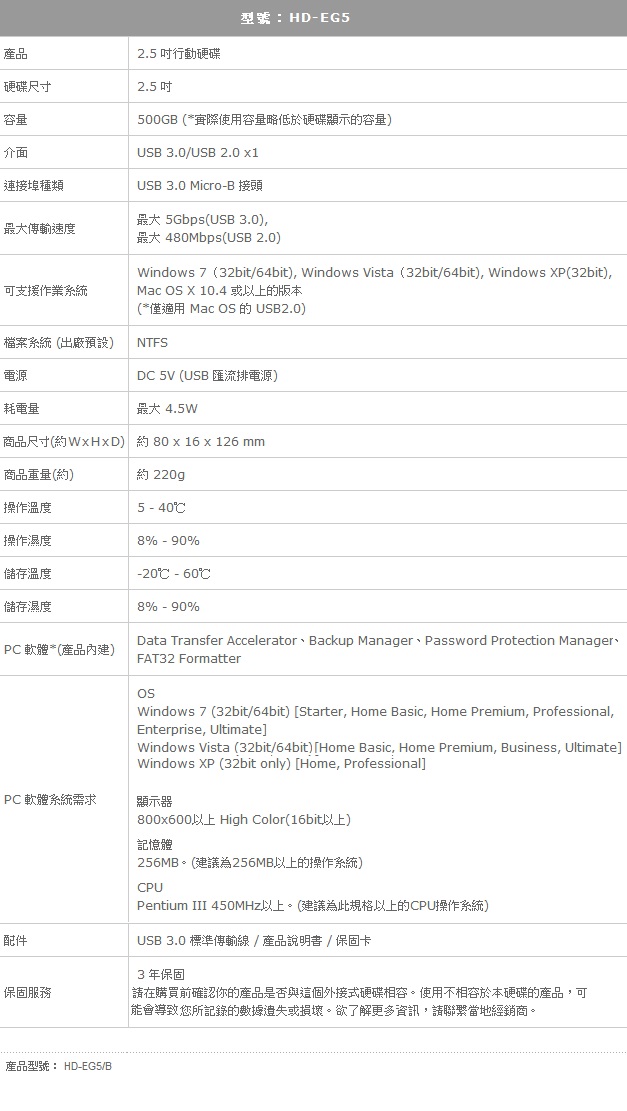 型號：HD-EG5
產品
2.5 吋行動硬碟
硬碟尺寸
2.5 吋
容量
500GB (*實際使用容量略低於硬碟顯示的容量)
介面
USB 3.0/USB 2.0 x1
連接埠種類
USB 3.0 Micro-B 接頭
最大傳輸速度
最大 5Gbps(USB 3.0),
最大 480Mbps(USB 2.0)
可支援作業系統
Windows 7（32bit/64bit), Windows Vista（32bit/64bit), Windows XP(32bit),
Mac OS X 10.4 或以上的版本
(*僅適用 Mac OS 的 USB2.0)
檔案系統 (出廠預設)
NTFS
電源
DC 5V (USB 匯流排電源)
耗電量
最大 4.5W
商品尺寸(約WxHxD)
約 80 x 16 x 126 mm
商品重量(約)
約 220g
操作溫度
5 - 40℃
操作濕度
8% - 90%
儲存溫度
-20℃ - 60℃
儲存濕度
8% - 90%
PC 軟體*(產品內建)
Data Transfer Accelerator、Backup Manager、Password Protection Manager、
FAT32 Formatter
PC 軟體系統需求
OS
Windows 7 (32bit/64bit) [Starter, Home Basic, Home Premium, Professional,
Enterprise, Ultimate]
Windows Vista (32bit/64bit)[Home Basic, Home Premium, Business, Ultimate]
Windows XP (32bit only) [Home, Professional]
顯示器
800x600以上 High Color(16bit以上)
記憶體
256MB。(建議為256MB以上的操作系統)
CPU
Pentium III 450MHz以上。(建議為此規格以上的CPU操作系統)
配件
USB 3.0 標準傳輸線 / 產品說明書 / 保固卡
保固服務
3 年保固
請在購買前確認你的產品是否與這個外接式硬碟相容。使用不相容於本硬碟的產品，可
能會導致您所記錄的數據遺失或損壞。欲了解更多資訊，請聯繫當地經銷商。
產品型號： HD-EG5/B